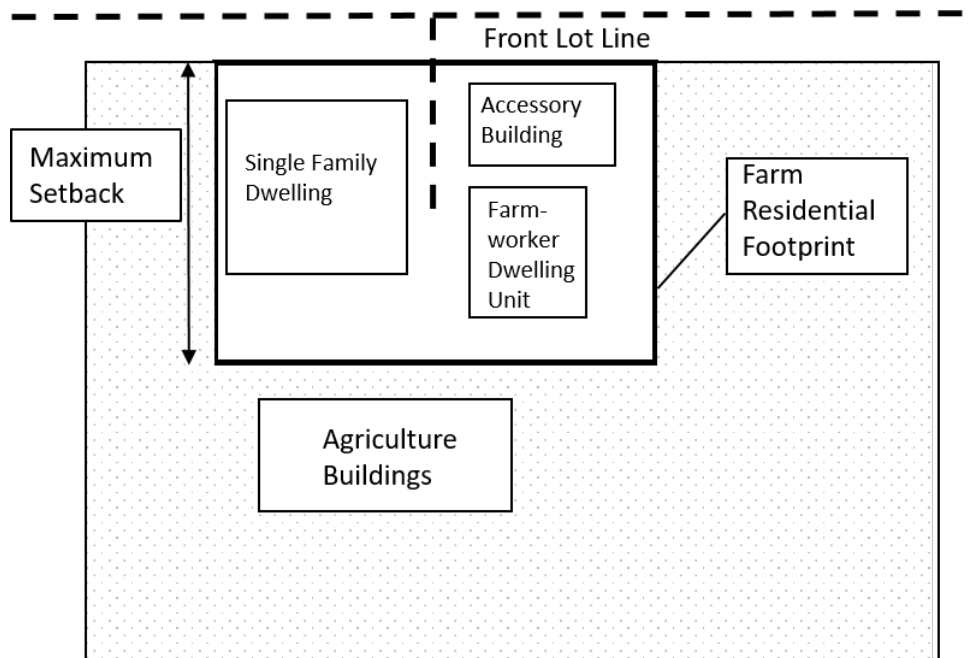 Front Lot Line
Accessory
Building
Maximum
Setback
Single Family
Dwelling
Farm
Residential
Footprint
Farm-
worker
Dwelling
Unit
Agriculture
Buildings